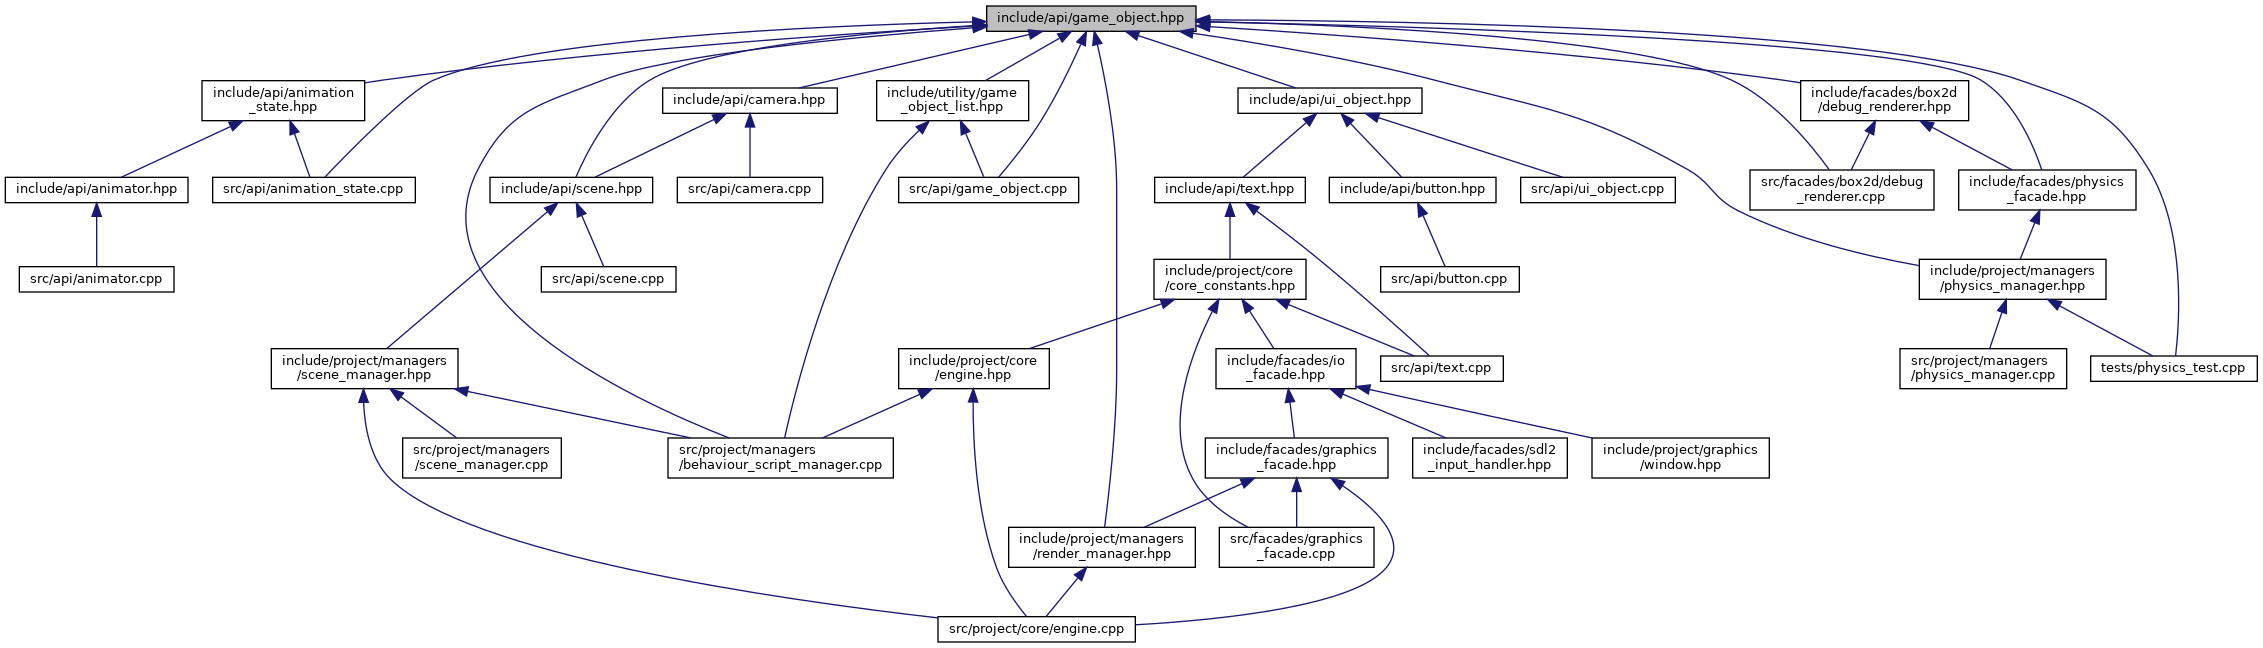 include/api/game_object.hpp
include/api/animation
_state.hpp
include/api/camera.hpp
include/utility/game
_object_list.hpp
include/api/ui_object.hpp
include/facades/box2d
/debug_renderer.hpp
include/api/animator.hpp
src/api/animation_state.cpp
include/api/scene.hpp
src/api/camera.cpp
src/api/game_object.cpp
include/api/text.hpp
include/api/button.hpp
src/api/ui_object.cpp
src/facades/box2d/debug
_renderer.cpp
include/facades/physics
_facade.hpp
src/api/animator.cpp
src/api/scene.cpp
include/project/core
/core_constants.hpp
src/api/button.cpp
include/project/managers
/physics_manager.hpp
include/project/managers
/scene_manager.hpp
include/project/core
/engine.hpp
include/facades/io
_facade.hpp
src/api/text.cpp
src/project/managers
/physics_manager.cpp
tests/physics_test.cpp
src/project/managers
/scene_manager.cpp
src/project/managers
/behaviour_script_manager.cpp
include/facades/graphics
_facade.hpp
include/facades/sdl2
_input_handler.hpp
include/project/graphics
/window.hpp
include/project/managers
/render_manager.hpp
src/facades/graphics
_facade.cpp
src/project/core/engine.cpp